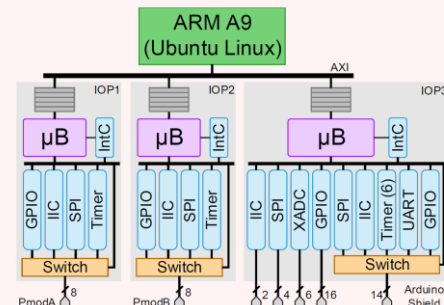 ARM A9
(Ubuntu Linux)
AXI
IOP1
IOP2
IOP3
µB
IntC
µB
IntC
µB
IntC
GPIO
IIC
SPI
Timer
GPIO
IIC
SPI
Timer
IIC
SPI
XADC
GPIO
SPI
IIC
Timer (6)
UART
GPIO
Switch
Switch
Switch
8
8
2
4
6
16
14
PmodA
PmodB
Arduino
Shield